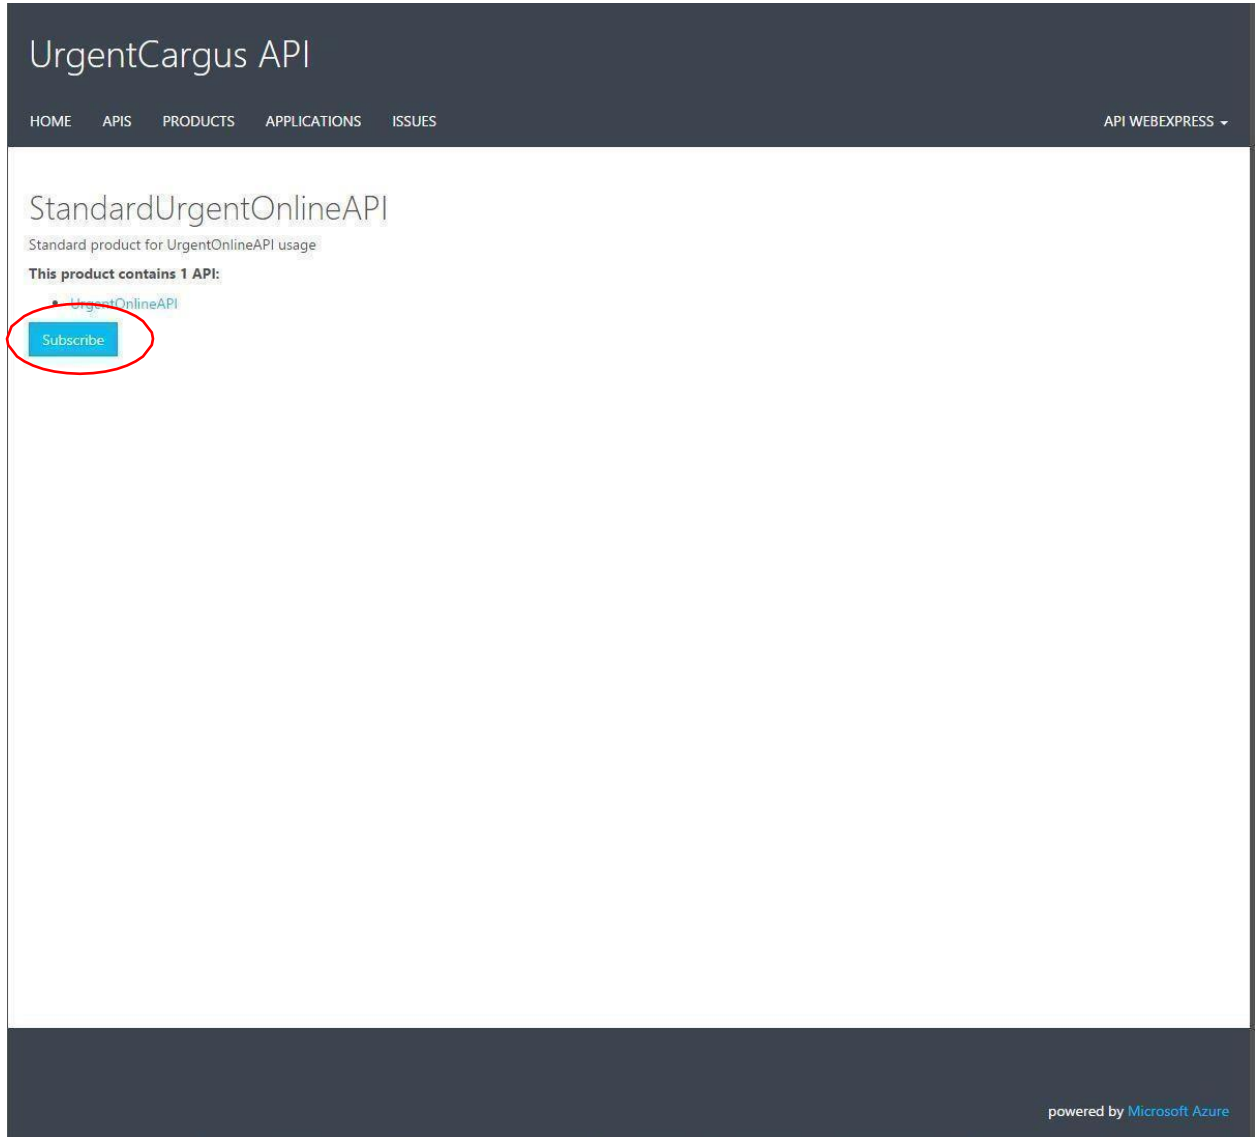 UrgentCargus API
HOME APIS PRODUCTS APPLICATIONS ISSUES API WEBEXPRESS
StandardUrgentOnlineAPI
Standard product for UrgentOnlineAPI usage
This product contains 1 API:
UrgentOnlineAPI
Subscribe
powered by Microsoft Azure